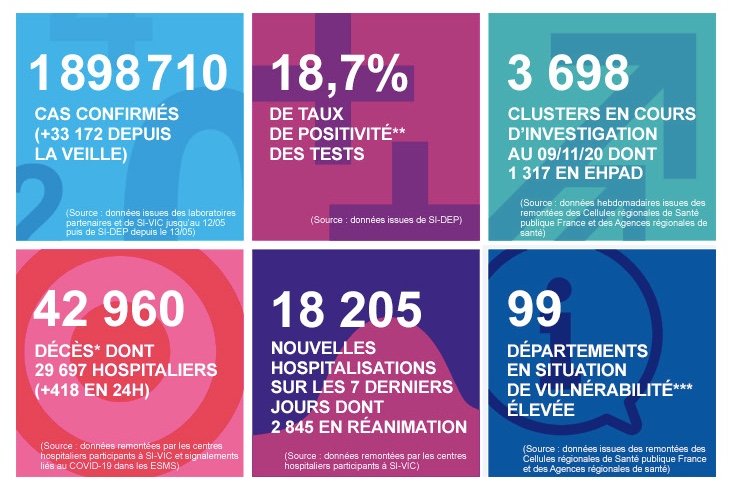 1 898 710
CAS CONFIRMÉS
(+33 172 DEPUIS
LA VEILLE)
(Source : données issues des laboratoires
partenaires et de SI-VIC jusqu'au 12/05
puis de SI-DEP depuis le 13/05)
18,7%
DE TAUX
DE POSITIVITÉ**
DES TESTS
(Source : données issues de SI-DEP)
3 698
CLUSTERS EN COURS
D'INVESTIGATION
AU 09/11/20 DONT
1 317 EN EHPAD
(Source : données hebdomadaires issues des
remontées des Cellules régionales de Santé
publique France et des Agences régionales de
santé)
42 960
DÉCÈS* DONT
29 697 HOSPITALIERS
(+418 EN 24H)
(Source : données remontées par les centres
hospitaliers participants à SI-VIC et signalements
liés au COVID-19 dans les ESMS)
18 205
NOUVELLES
HOSPITALISATIONS
SUR LES 7 DERNIERS
JOURS DONT
2 845 EN RÉANIMATION
(Source : données remontées par les centres
hospitaliers participants à SI-VIC)
99
DÉPARTEMENTS
EN SITUATION
DE VULNÉRABILITÉ***
ÉLEVÉE
(Source : données issues des remontées des
Cellules régionales de Santé publique France
et des Agences régionales de santé)